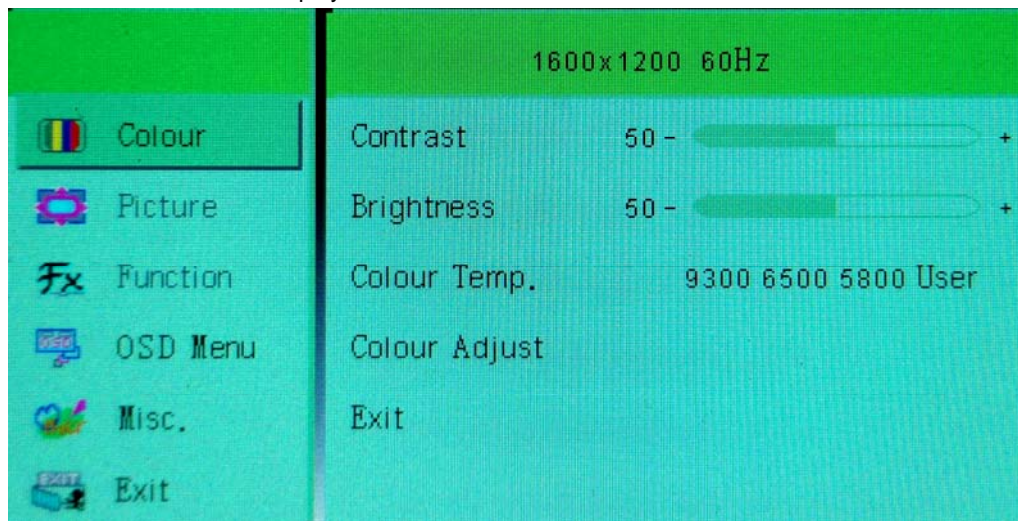 1600x1200 60Hz
Colour
Picture
Function
OSD Menu
Misc.
Exit
Contrast 50 - +
Brightness 50 - +
Colour Temp. 9300 6500 5800 User
Colour Adjust
Exit